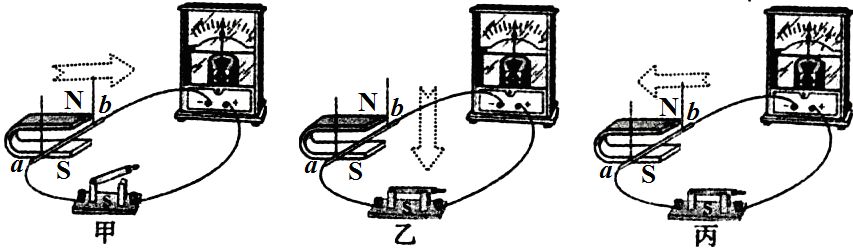 N b a S S − + 甲
N b a S S − + 乙
N b a S S − + 丙